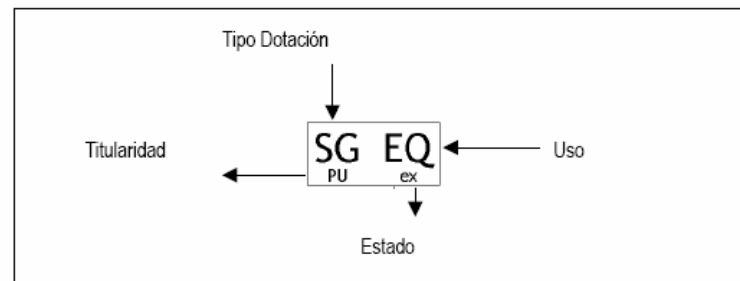 Tipo Dotación
SG EQ
Titularidad
Uso
PU ex
Estado